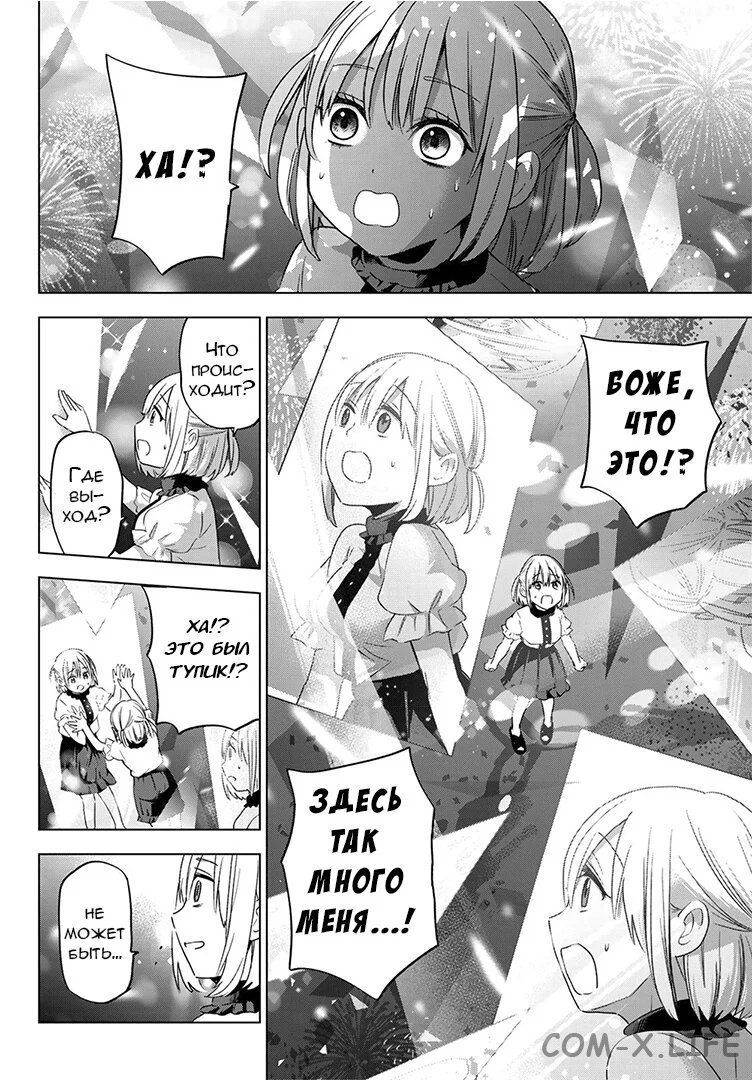 ХА!?
БОЖЕ,
ЧТО
ЭТО!?
ЗДЕСЬ
ТАК
МНОГО
МЕНЯ...!
Что
проис-
ходит?
Где
вы-
ход?
ХА!?
ЭТО БЫЛ
ТУПИК!?
НЕ
МОЖЕТ
БЫТЬ...
COM-X.LIFE